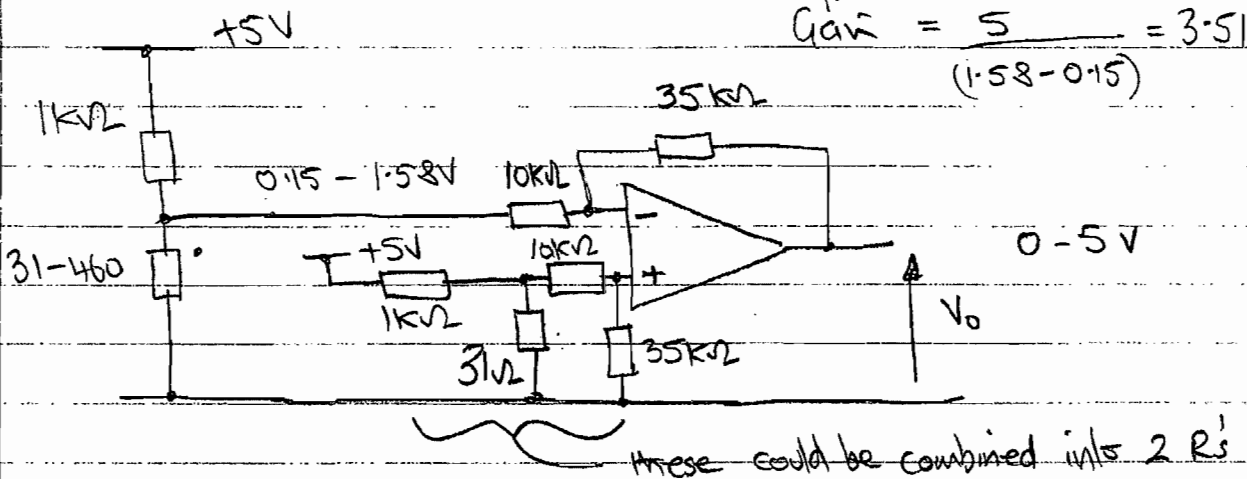 +5V
Gain = 5 / (1.58-0.15) = 3.51
35kΩ
1kΩ
0.15 - 1.58V
10kΩ
-
31-460
+5V
10kΩ
+
0-5V
1kΩ
V₀
31Ω
35kΩ
these could be combined into 2 R's